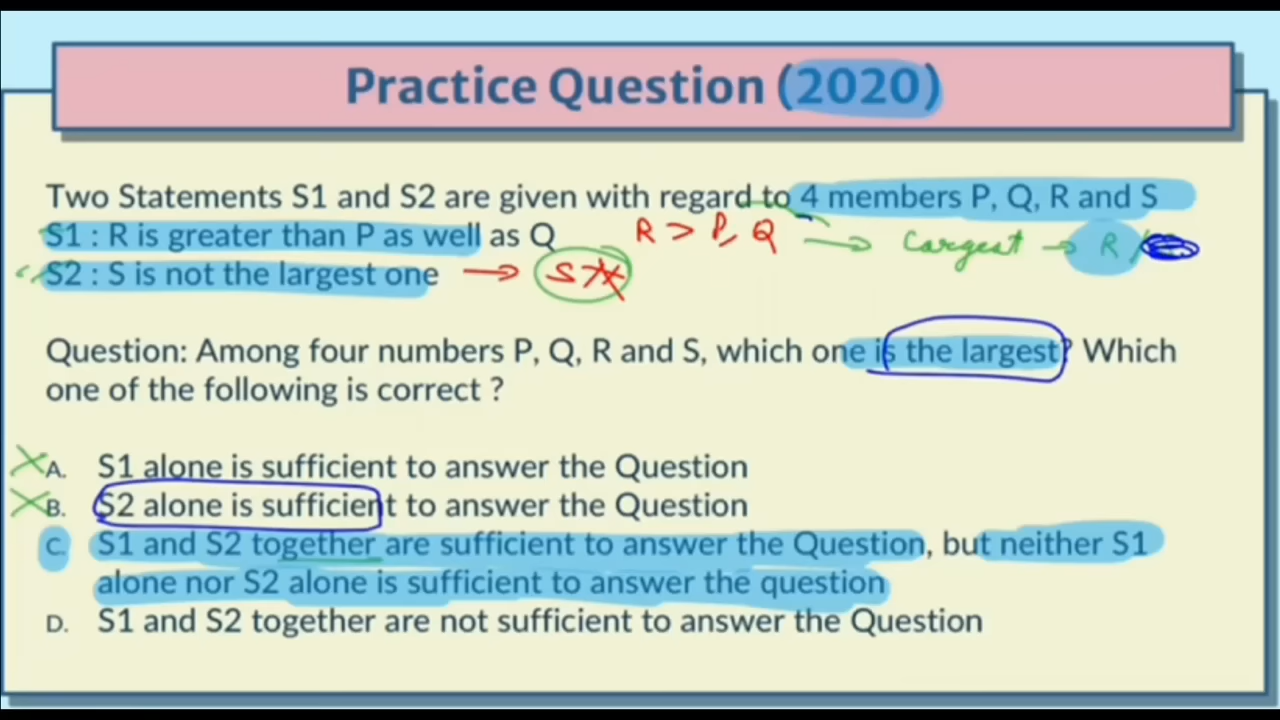 Practice Question (2020)
Two Statements S1 and S2 are given with regard to 4 members P, Q, R and S
S1 : R is greater than P as well as Q R > P, Q → Largest → R /
S2 : S is not the largest one → S
Question: Among four numbers P, Q, R and S, which one is the largest? Which
one of the following is correct ?
A. S1 alone is sufficient to answer the Question
B. S2 alone is sufficient to answer the Question
C. S1 and S2 together are sufficient to answer the Question, but neither S1
alone nor S2 alone is sufficient to answer the question
D. S1 and S2 together are not sufficient to answer the Question